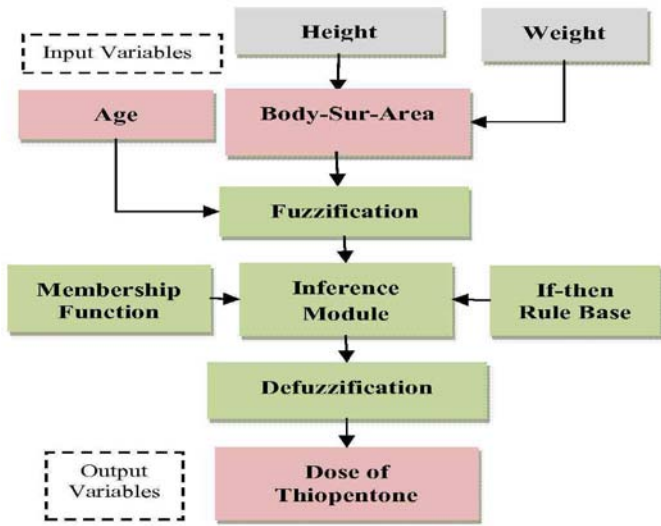 Height
Weight
Input Variables
Age
Body-Sur-Area
Fuzzification
Membership
Function
Inference
Module
If-then
Rule Base
Defuzzification
Output
Variables
Dose of
Thiopentone